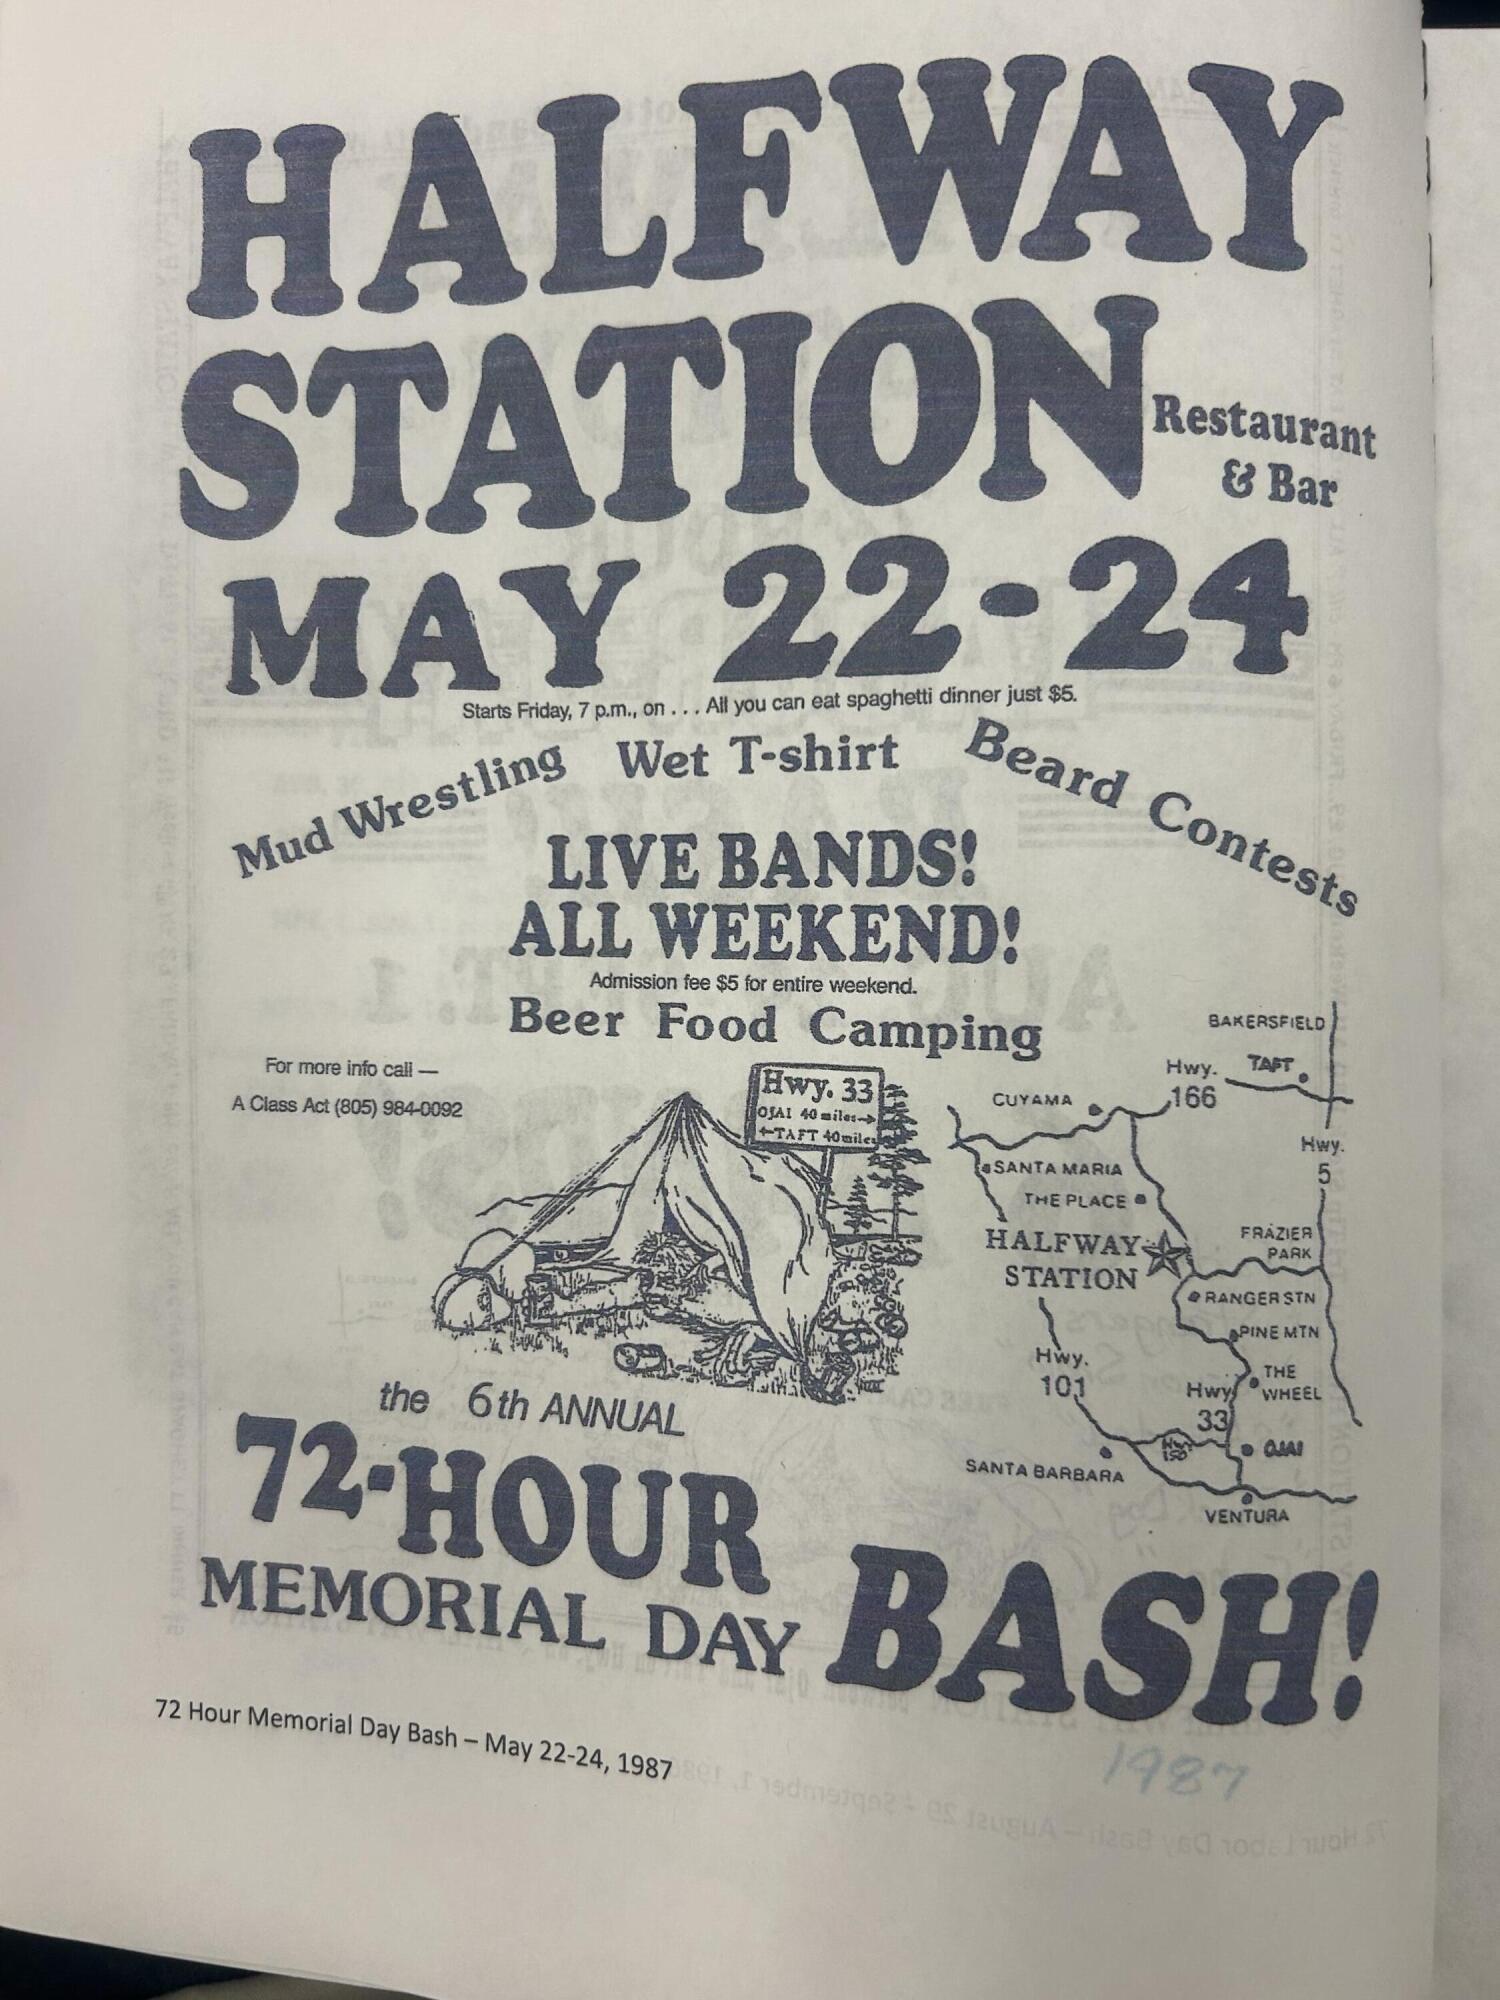 HALFWAY
STATION
Restaurant
& Bar
MAY 22-24
Starts Friday, 7 p.m., on . . . All you can eat spaghetti dinner just $5.
Mud Wrestling Wet T-shirt Beard Contests
LIVE BANDS!
ALL WEEKEND!
Admission fee $5 for entire weekend.
Beer Food Camping
For more info call —
A Class Act (805) 984-0092
Hwy. 33
OJAI 40 miles→
←TAFT 40 miles
BAKERSFIELD
Hwy.
166
TAFT
CUYAMA
Hwy.
5
SANTA MARIA
THE PLACE
HALFWAY
STATION
FRAZIER
PARK
RANGER STN
PINE MTN
Hwy.
101
THE
WHEEL
Hwy
33
Hwy
150
OJAI
SANTA BARBARA
VENTURA
the 6th ANNUAL
72-HOUR
MEMORIAL DAY BASH!
72 Hour Memorial Day Bash – May 22-24, 1987
1987